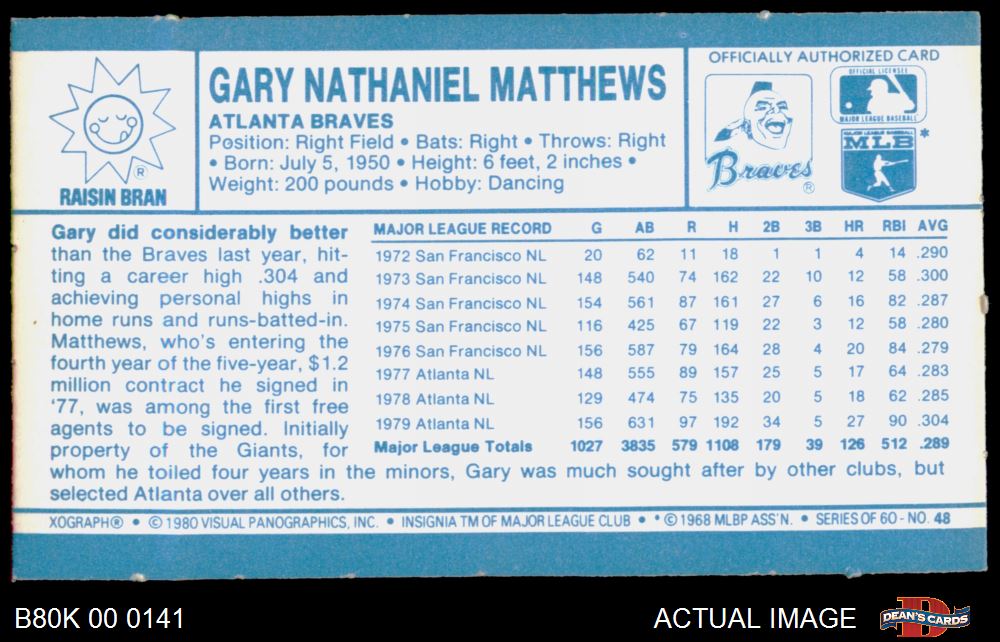 RAISIN BRAN
®
GARY NATHANIEL MATTHEWS
ATLANTA BRAVES
Position: Right Field • Bats: Right • Throws: Right
• Born: July 5, 1950 • Height: 6 feet, 2 inches •
Weight: 200 pounds • Hobby: Dancing
OFFICIALLY AUTHORIZED CARD
Braves ®
OFFICIAL LICENSEE
MAJOR LEAGUE BASEBALL
MAJOR LEAGUE BASEBALL
MLB *
Gary did considerably better
than the Braves last year, hit-
ting a career high .304 and
achieving personal highs in
home runs and runs-batted-in.
Matthews, who's entering the
fourth year of the five-year, $1.2
million contract he signed in
'77, was among the first free
agents to be signed. Initially
property of the Giants, for
whom he toiled four years in the minors, Gary was much sought after by other clubs, but
selected Atlanta over all others.
MAJOR LEAGUE RECORD G AB R H 2B 3B HR RBI AVG
1972 San Francisco NL 20 62 11 18 1 1 4 14 .290
1973 San Francisco NL 148 540 74 162 22 10 12 58 .300
1974 San Francisco NL 154 561 87 161 27 6 16 82 .287
1975 San Francisco NL 116 425 67 119 22 3 12 58 .280
1976 San Francisco NL 156 587 79 164 28 4 20 84 .279
1977 Atlanta NL 148 555 89 157 25 5 17 64 .283
1978 Atlanta NL 129 474 75 135 20 5 18 62 .285
1979 Atlanta NL 156 631 97 192 34 5 27 90 .304
Major League Totals 1027 3835 579 1108 179 39 126 512 .289
XOGRAPH® • © 1980 VISUAL PANOGRAPHICS, INC. • INSIGNIA TM OF MAJOR LEAGUE CLUB • * © 1968 MLBP ASS'N. • SERIES OF 60 - NO. 48
B80K 00 0141
ACTUAL IMAGE
DEAN'S CARDS